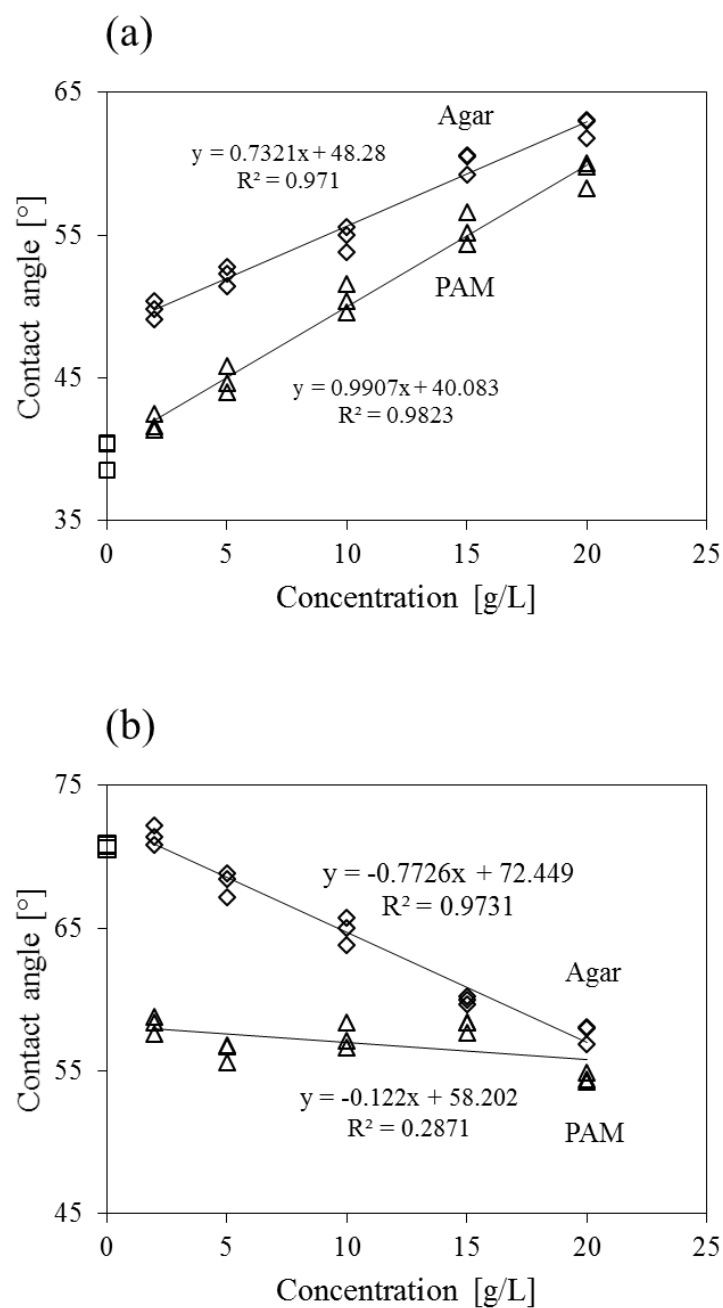 (a)
65
55
45
35
Contact angle [°]
Agar
y = 0.7321x + 48.28
R² = 0.971
PAM
y = 0.9907x + 40.083
R² = 0.9823
0 5 10 15 20 25
Concentration [g/L]
(b)
75
65
55
45
Contact angle [°]
y = -0.7726x + 72.449
R² = 0.9731
Agar
y = -0.122x + 58.202
R² = 0.2871
PAM
0 5 10 15 20 25
Concentration [g/L]